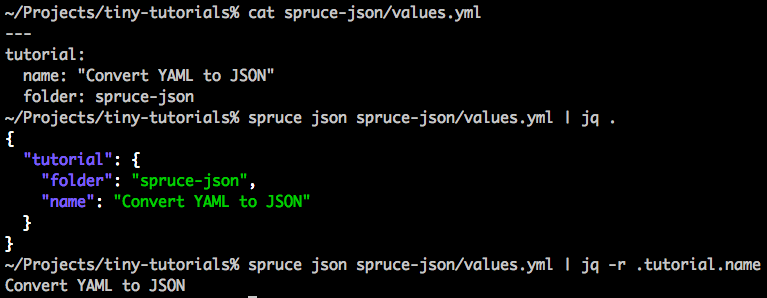 ~/Projects/tiny-tutorials% cat spruce-json/values.yml
---
tutorial:
  name: "Convert YAML to JSON"
  folder: spruce-json
~/Projects/tiny-tutorials% spruce json spruce-json/values.yml | jq .
{
  "tutorial": {
    "folder": "spruce-json",
    "name": "Convert YAML to JSON"
  }
}
~/Projects/tiny-tutorials% spruce json spruce-json/values.yml | jq -r .tutorial.name
Convert YAML to JSON